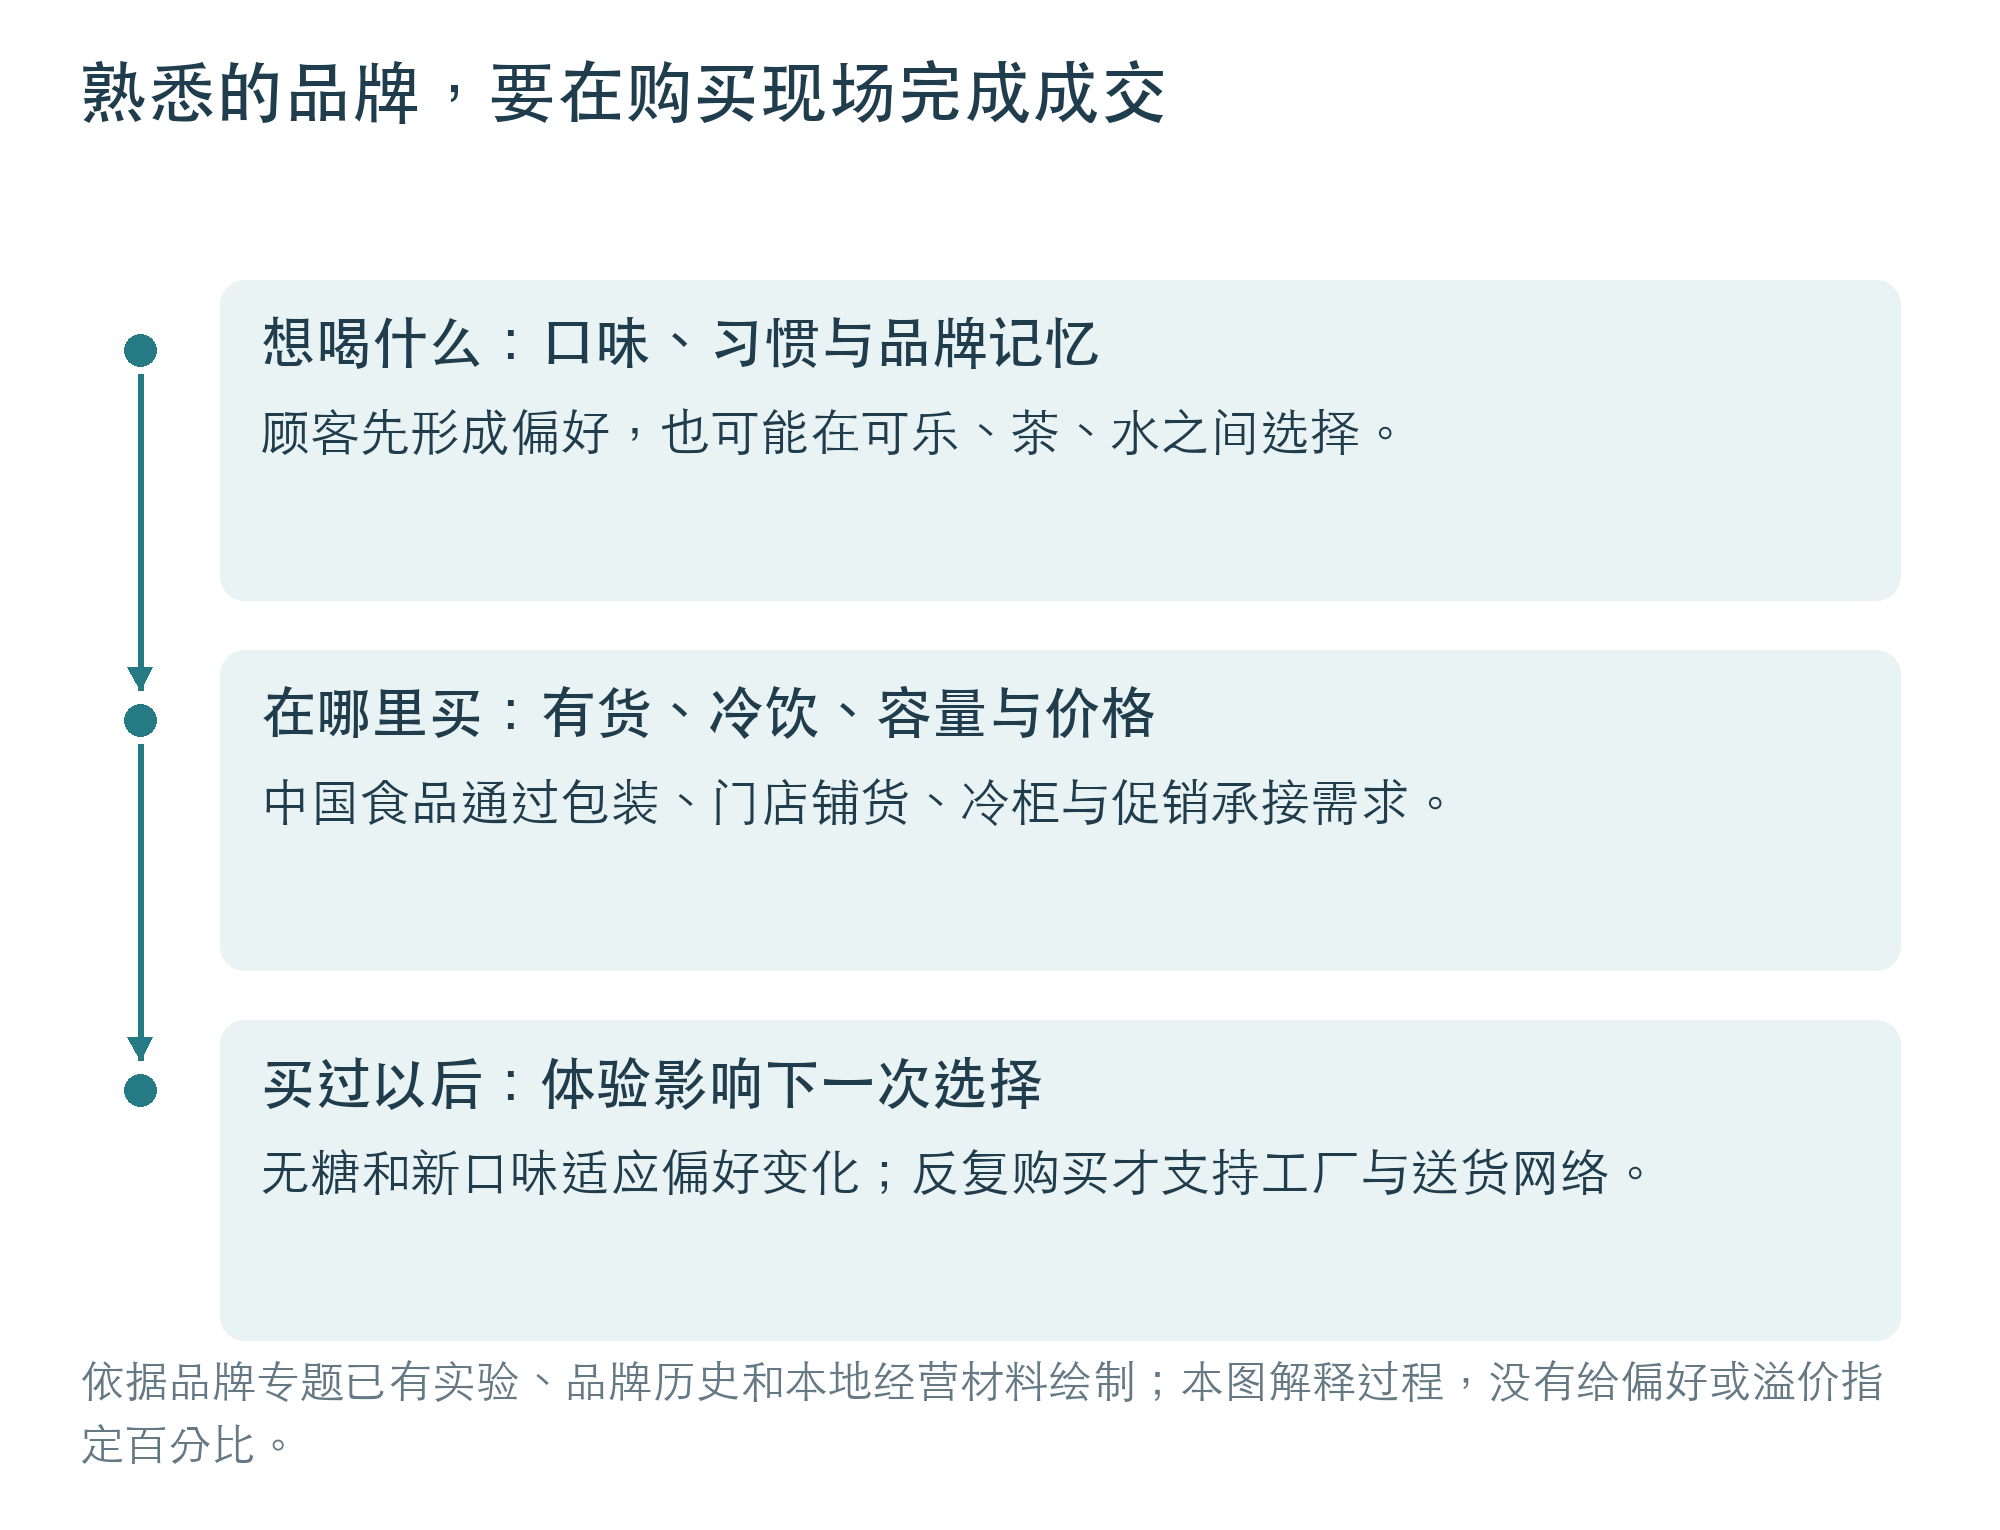 熟悉的品牌，要在购买现场完成成交
想喝什么：口味、习惯与品牌记忆
顾客先形成偏好，也可能在可乐、茶、水之间选择。
在哪里买：有货、冷饮、容量与价格
中国食品通过包装、门店铺货、冷柜与促销承接需求。
买过以后：体验影响下一次选择
无糖和新口味适应偏好变化；反复购买才支持工厂与送货网络。
依据品牌专题已有实验、品牌历史和本地经营材料绘制；本图解释过程，没有给偏好或溢价指
定百分比。